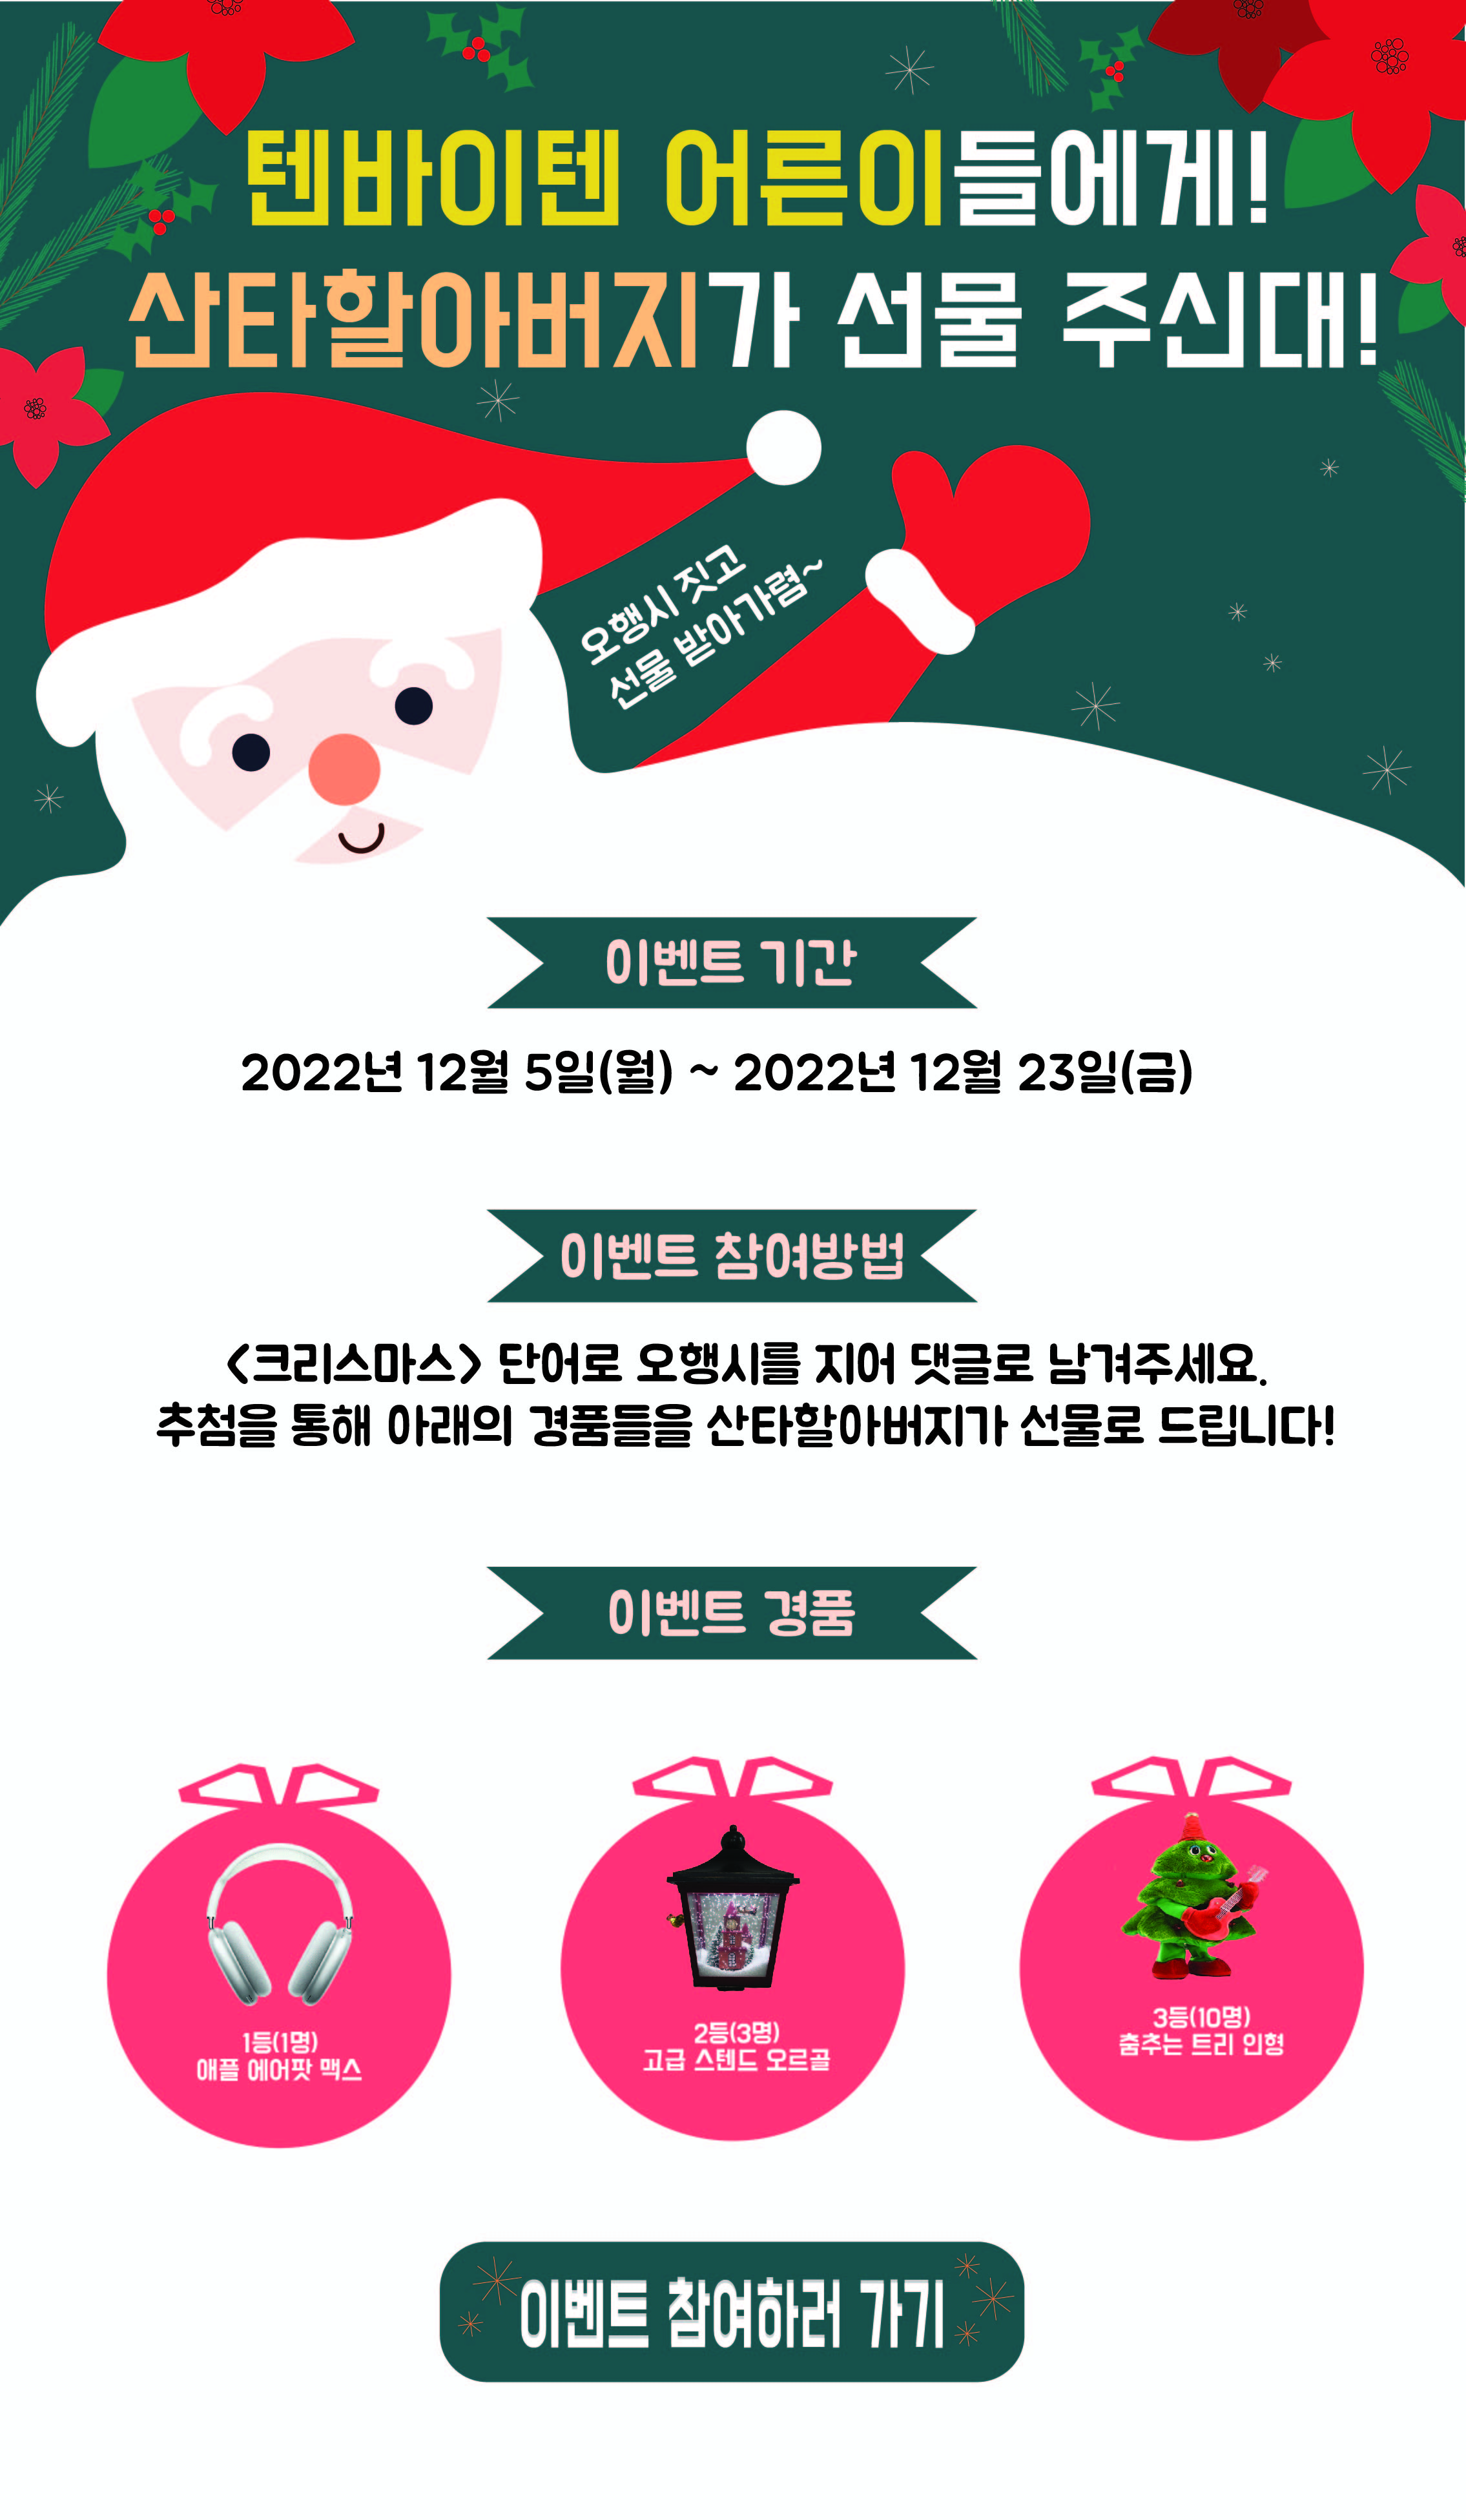 텐바이텐 어른이들에게!
산타할아버지가 선물 주신대!
오행시 짓고
선물 받아가렴~
이벤트 기간
2022년 12월 5일(월) ~ 2022년 12월 23일(금)
이벤트 참여방법
<크리스마스> 단어로 오행시를 지어 댓글로 남겨주세요.
추첨을 통해 아래의 경품들을 산타할아버지가 선물로 드립니다!
이벤트 경품
1등(1명)
애플 에어팟 맥스
2등(3명)
고급 스텐드 오르골
3등(10명)
춤추는 트리 인형
이벤트 참여하러 가기